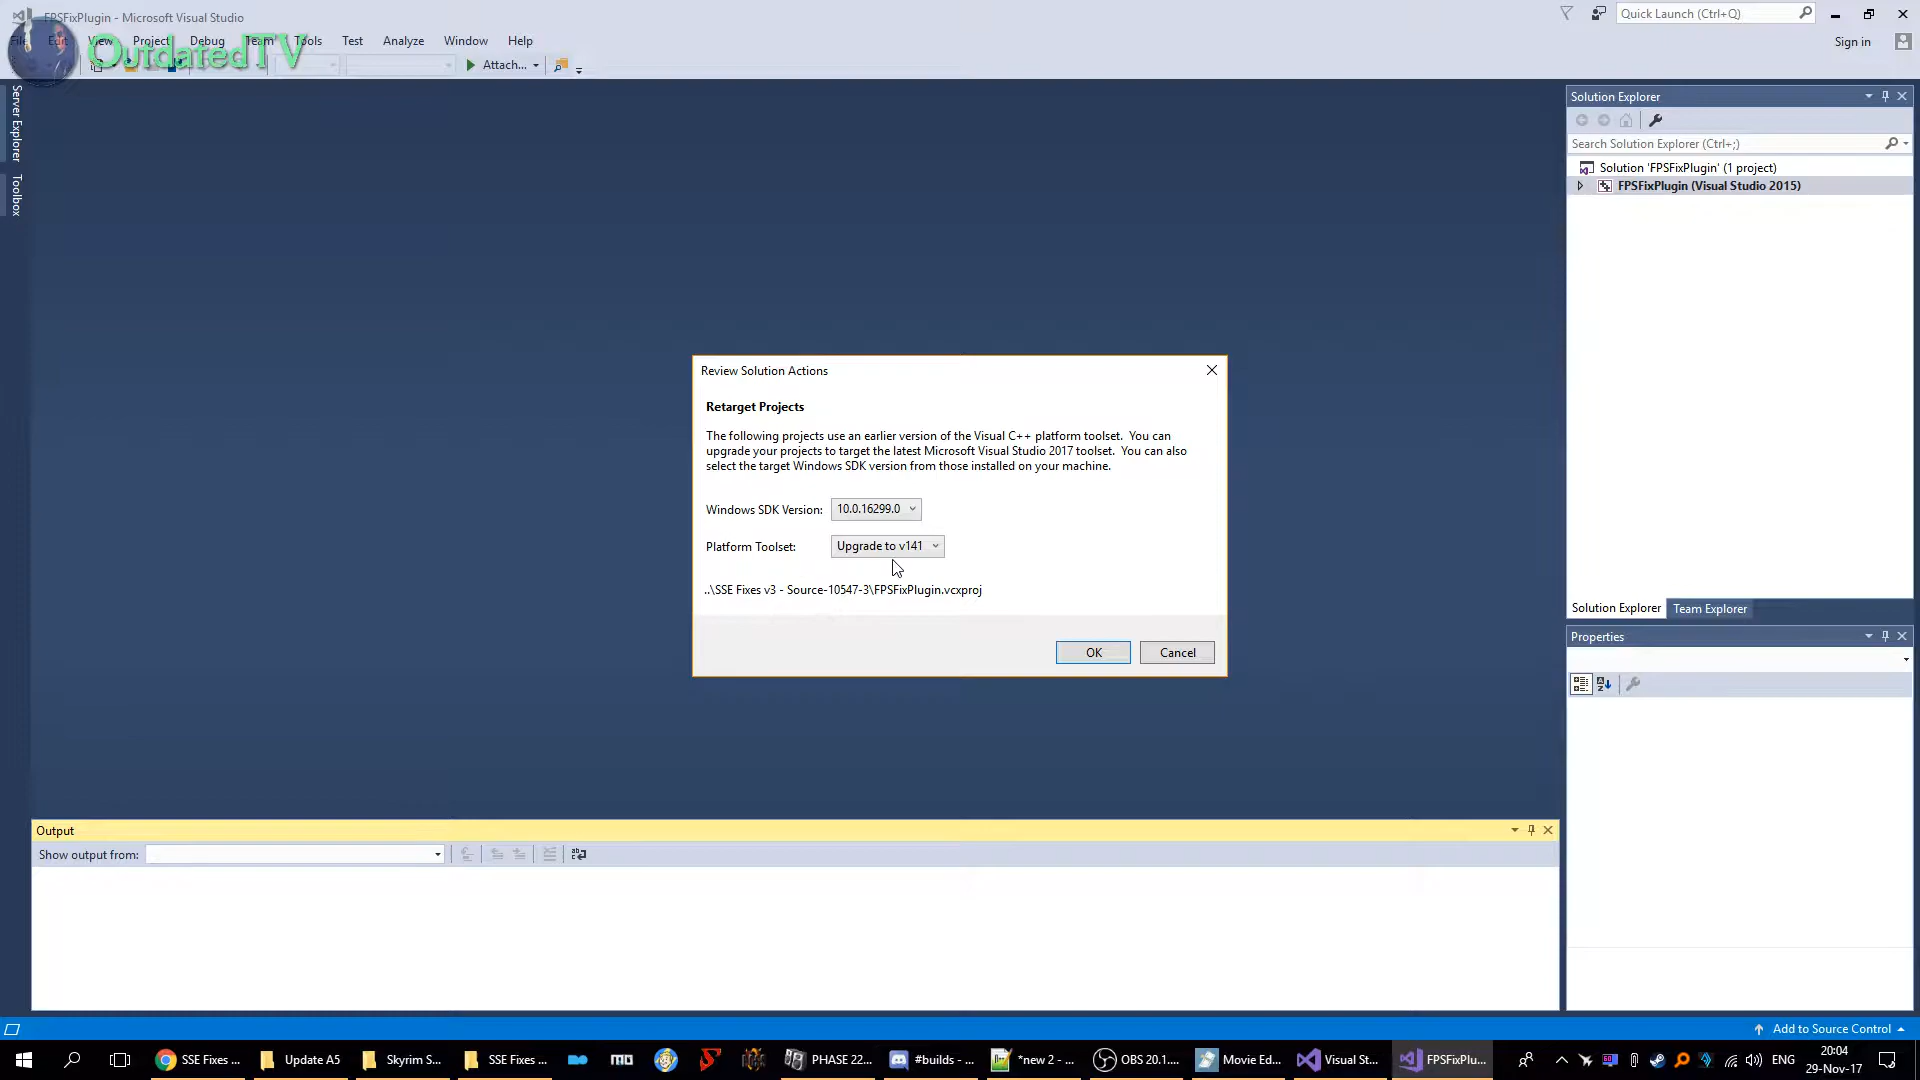 FPSFixPlugin - Microsoft Visual Studio
Quick Launch (Ctrl+Q)
File Edit View Project Debug Team Tools Test Analyze Window Help
Sign in
OutdatedTV
Attach...
Server Explorer
Toolbox
Solution Explorer
Search Solution Explorer (Ctrl+;)
Solution 'FPSFixPlugin' (1 project)
FPSFixPlugin (Visual Studio 2015)
Review Solution Actions
Retarget Projects
The following projects use an earlier version of the Visual C++ platform toolset. You can
upgrade your projects to target the latest Microsoft Visual Studio 2017 toolset. You can also
select the target Windows SDK version from those installed on your machine.
Windows SDK Version: 10.0.16299.0
Platform Toolset: Upgrade to v141
..\SSE Fixes v3 - Source-10547-3\FPSFixPlugin.vcxproj
OK Cancel
Solution Explorer Team Explorer
Properties
Output
Show output from:
Add to Source Control
SSE Fixes ... Update A5 Skyrim S... SSE Fixes ... PHASE 22... #builds - ... *new 2 - ... OBS 20.1.... Movie Ed... Visual St... FPSFixPlu... ENG
20:04
29-Nov-17